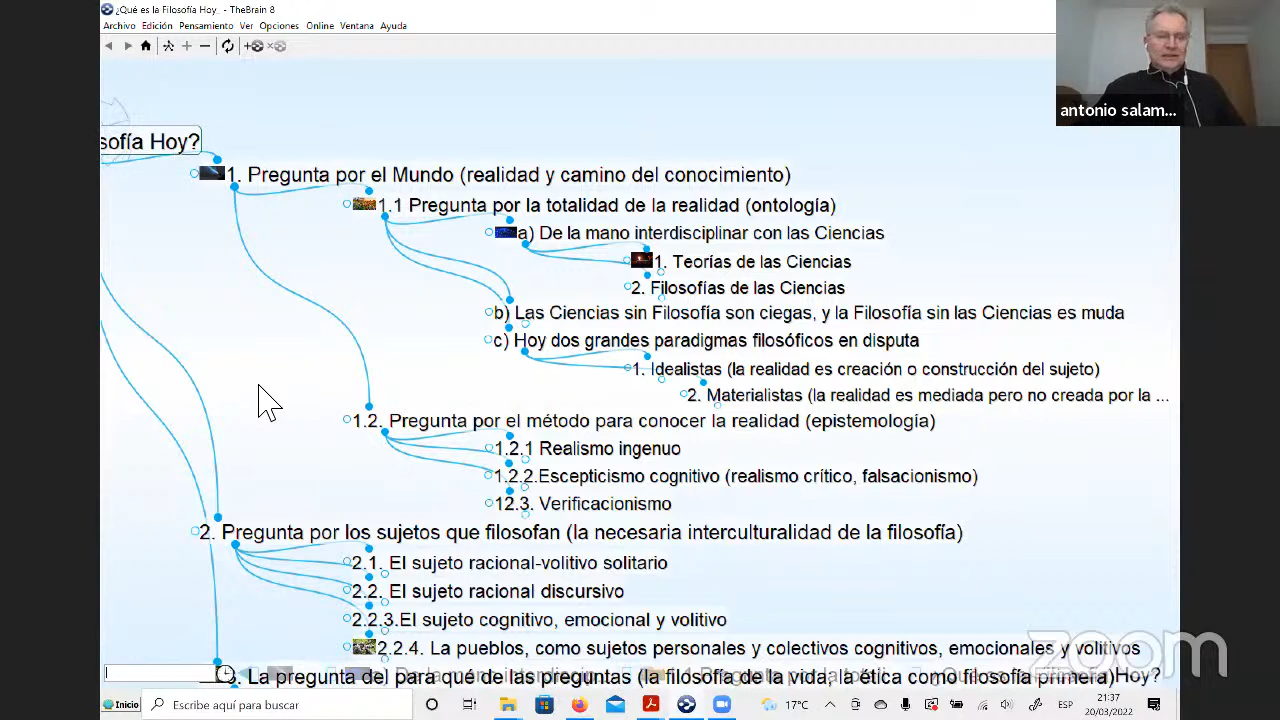 ¿Qué es la Filosofía Hoy_ - TheBrain 8
Archivo Edición Pensamiento Ver Opciones Online Ventana Ayuda
antonio salam...
sofía Hoy?
1. Pregunta por el Mundo (realidad y camino del conocimiento)
1.1 Pregunta por la totalidad de la realidad (ontología)
a) De la mano interdisciplinar con las Ciencias
1. Teorías de las Ciencias
2. Filosofías de las Ciencias
b) Las Ciencias sin Filosofía son ciegas, y la Filosofía sin las Ciencias es muda
c) Hoy dos grandes paradigmas filosóficos en disputa
1. Idealistas (la realidad es creación o construcción del sujeto)
2. Materialistas (la realidad es mediada pero no creada por la ...
1.2. Pregunta por el método para conocer la realidad (epistemología)
1.2.1 Realismo ingenuo
1.2.2.Escepticismo cognitivo (realismo crítico, falsacionismo)
12.3. Verificacionismo
2. Pregunta por los sujetos que filosofan (la necesaria interculturalidad de la filosofía)
2.1. El sujeto racional-volitivo solitario
2.2. El sujeto racional discursivo
2.2.3.El sujeto cognitivo, emocional y volitivo
2.2.4. La pueblos, como sujetos personales y colectivos cognitivos, emocionales y volitivos
zoom
3. La pregunta del para qué de las preguntas (la filosofía de la vida, la ética como filosofía primera)
Hoy?
Inicio Escribe aquí para buscar 17°C ESP 21:37
20/03/2022